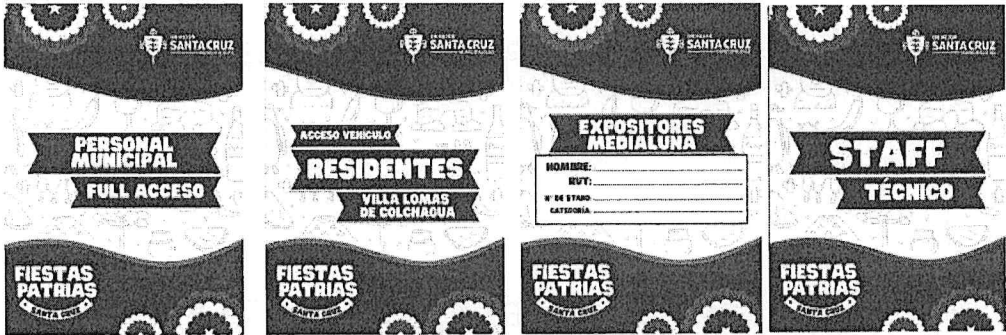 SANTA CRUZ
PERSONAL
MUNICIPAL
FULL ACCESO
FIESTAS
PATRIAS
SANTA CRUZ
SANTA CRUZ
ACCESO VEHICULO
RESIDENTES
VILLA LOMAS
DE COLCHAGUA
FIESTAS
PATRIAS
SANTA CRUZ
SANTA CRUZ
EXPOSITORES
MEDIALUNA
NOMBRE:
RUT:
N° DE STAND:
CATEGORÍA:
FIESTAS
PATRIAS
SANTA CRUZ
SANTA CRUZ
STAFF
TÉCNICO
FIESTAS
PATRIAS
SANTA CRUZ